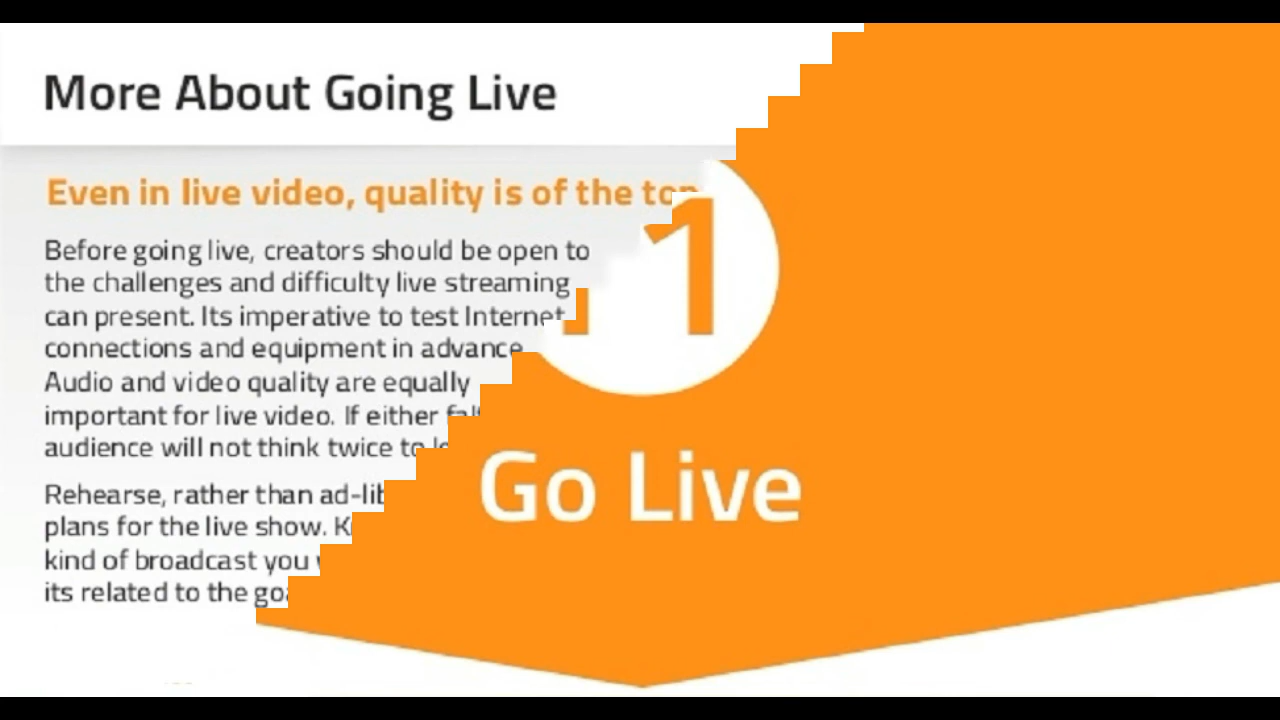 More About Going Live
Even in live video, quality is of the top
Before going live, creators should be open to
the challenges and difficulty live streaming
can present. Its imperative to test Internet
connections and equipment in advance
Audio and video quality are equally
important for live video. If either
audience will not think twice to
Rehearse, rather than ad-lib
plans for the live show.
kind of broadcast you
its related to the
1
Go Live